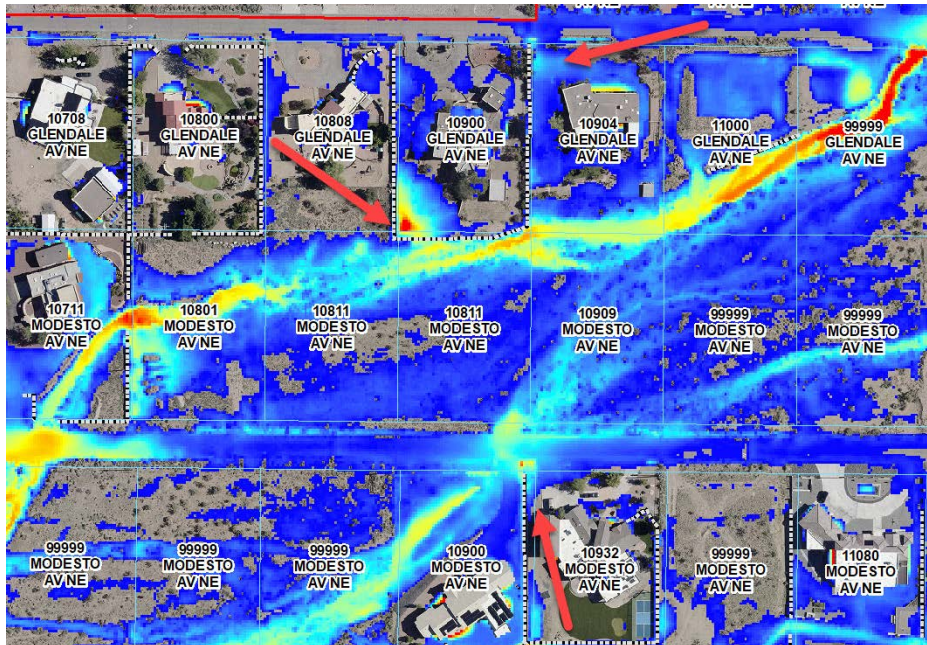 AV NE
AV NE
10708
GLENDALE
AV NE
10800
GLENDALE
AV NE
10808
GLENDALE
AV NE
10900
GLENDALE
AV NE
10904
GLENDALE
AV NE
11000
GLENDALE
AV NE
99999
GLENDALE
AV NE
10711
MODESTO
AV NE
10801
MODESTO
AV NE
10811
MODESTO
AV NE
10811
MODESTO
AV NE
10909
MODESTO
AV NE
99999
MODESTO
AV NE
99999
MODESTO
AV NE
99999
MODESTO
AV NE
99999
MODESTO
AV NE
99999
MODESTO
AV NE
10900
MODESTO
AV NE
10932
MODESTO
AV NE
99999
MODESTO
AV NE
11080
MODESTO
AV NE